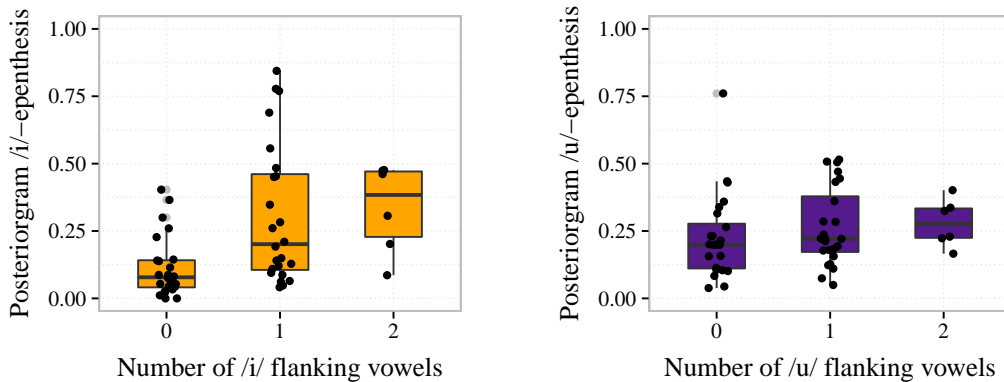 Posteriorgram /i/−epenthesis
1.00
0.75
0.50
0.25
0.00
0 1 2
Number of /i/ flanking vowels
Posteriorgram /u/−epenthesis
1.00
0.75
0.50
0.25
0.00
0 1 2
Number of /u/ flanking vowels